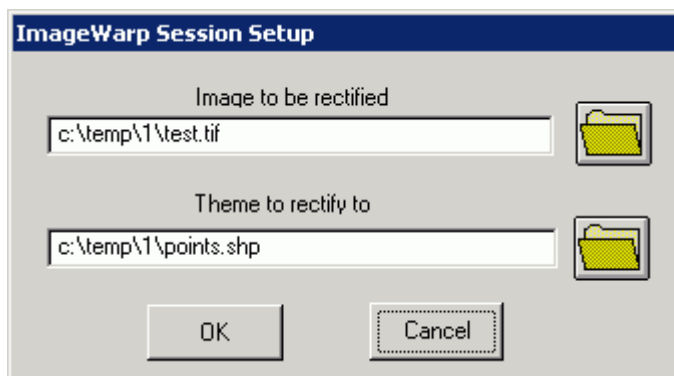 ImageWarp Session Setup
Image to be rectified
c:\temp\1\test.tif
Theme to rectify to
c:\temp\1\points.shp
OK Cancel